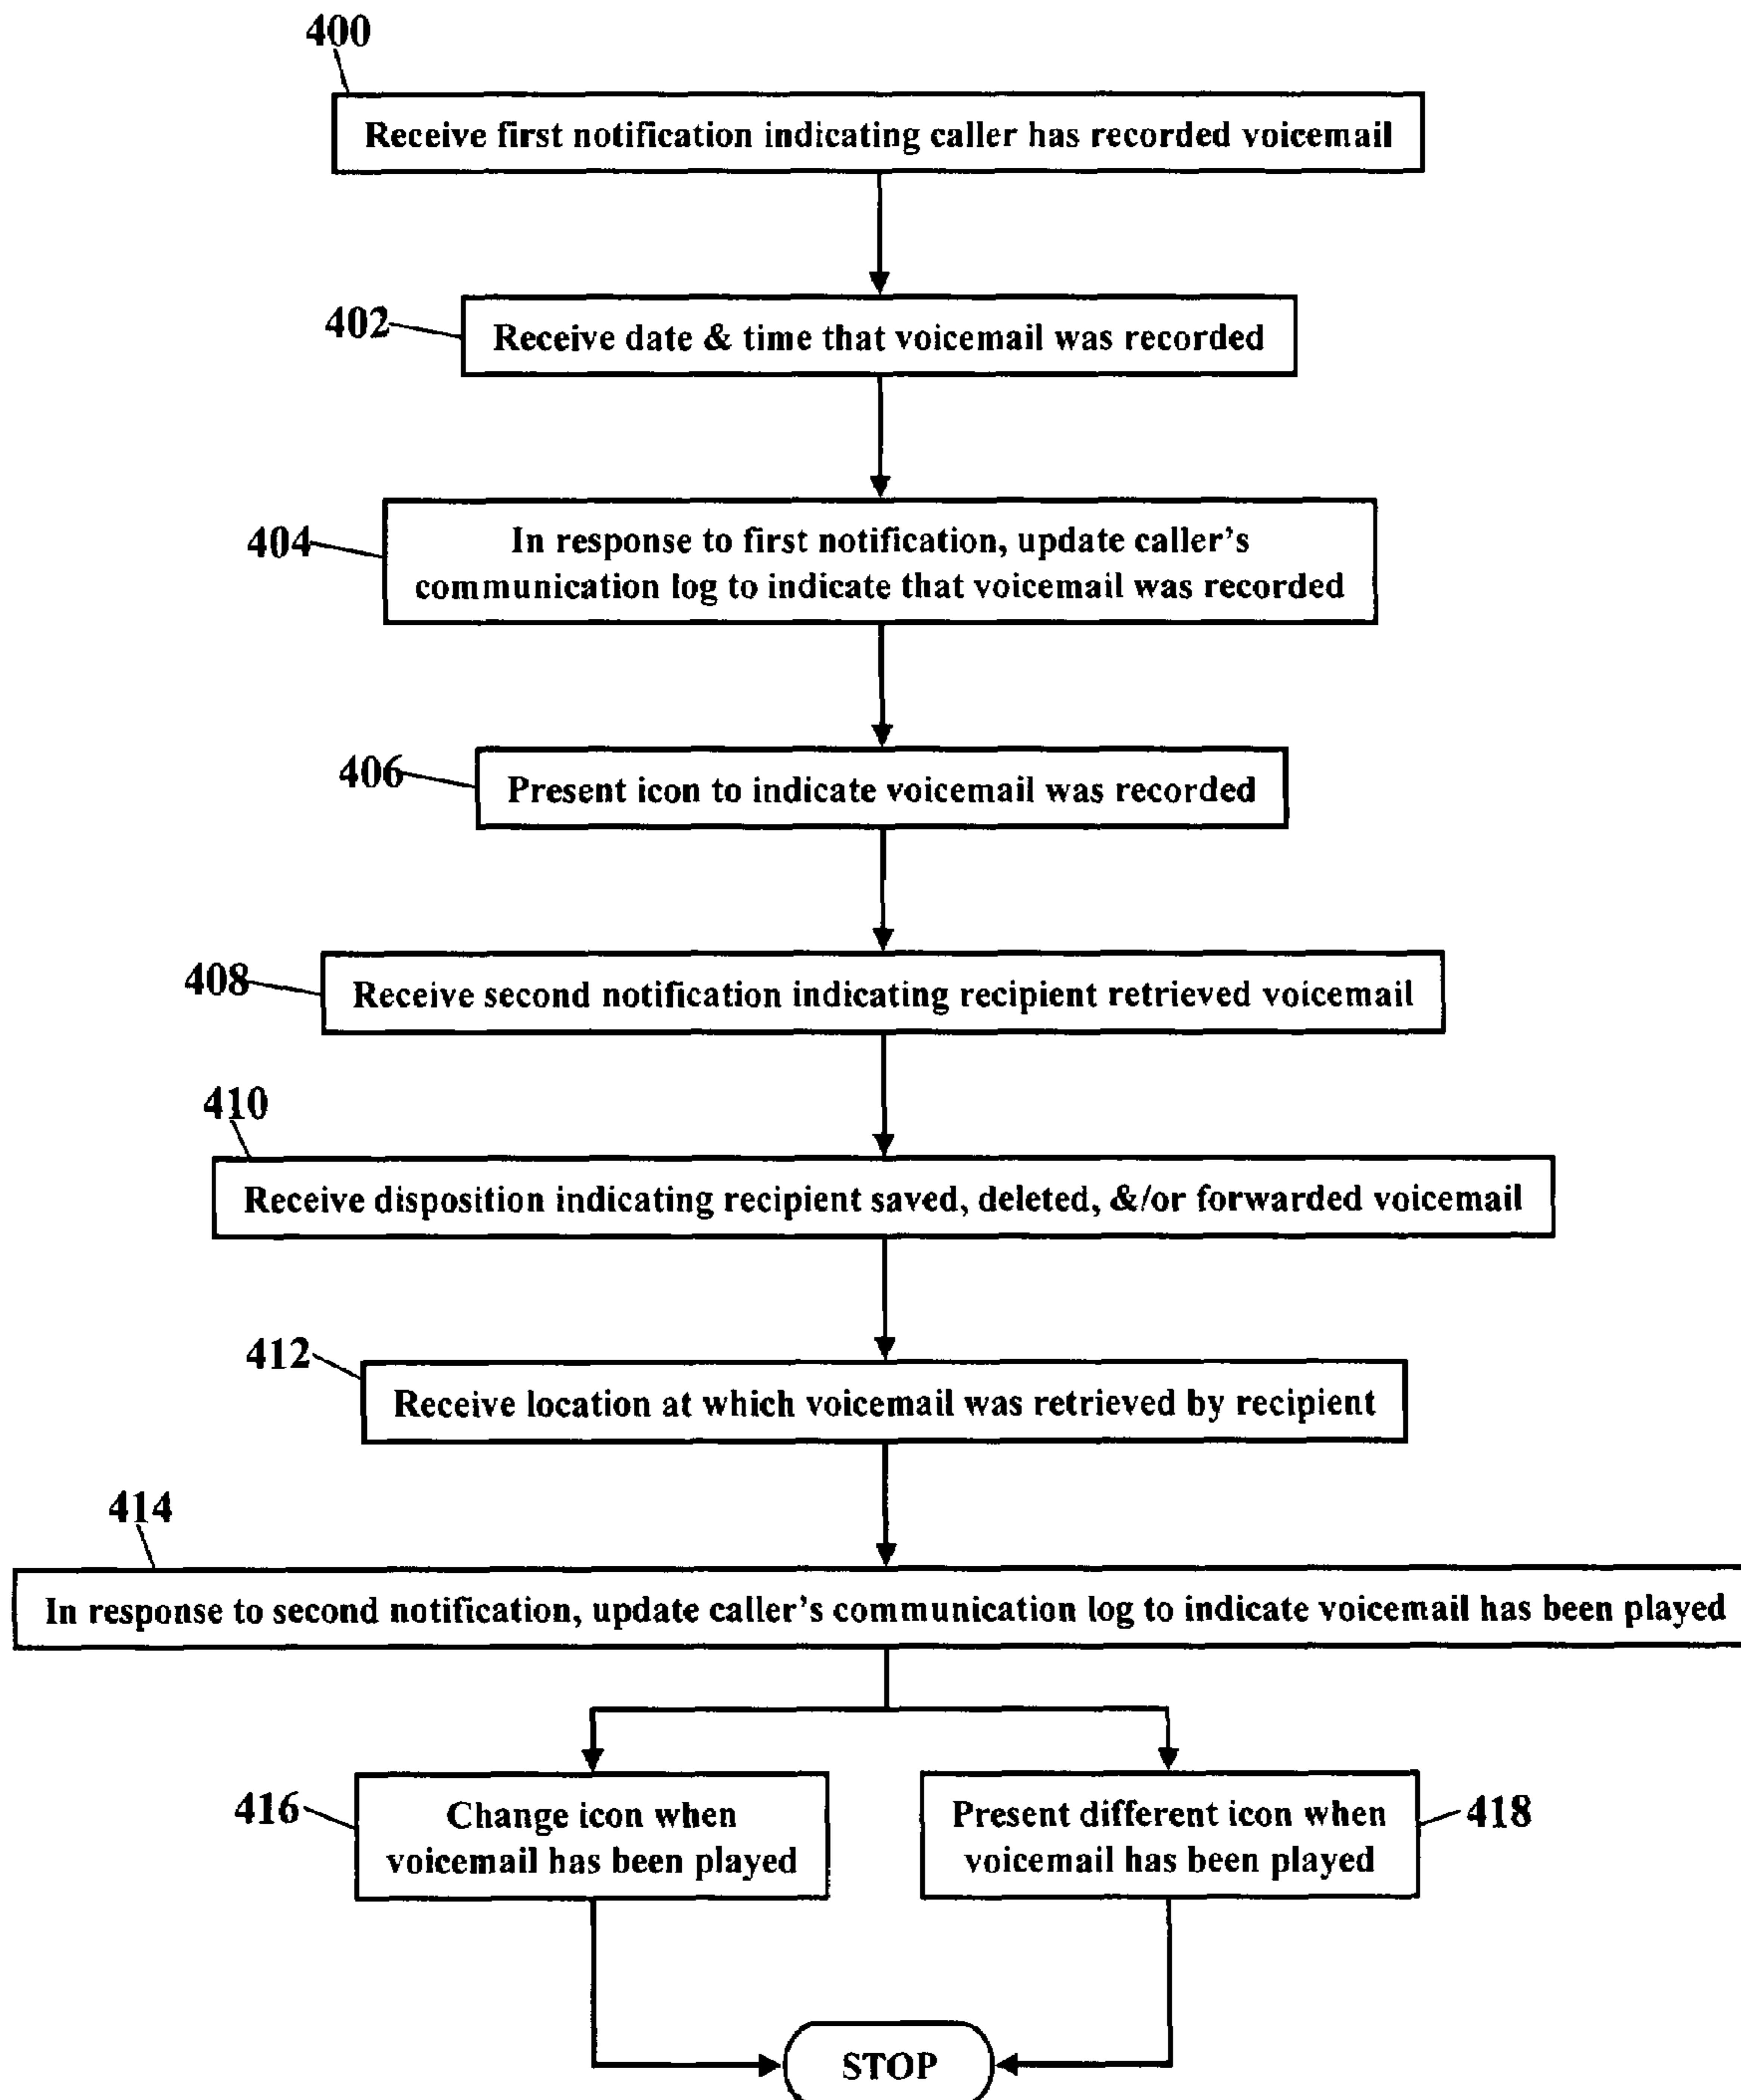 400
Receive first notification indicating caller has recorded voicemail
402
Receive date & time that voicemail was recorded
404
In response to first notification, update caller's
communication log to indicate that voicemail was recorded
406
Present icon to indicate voicemail was recorded
408
Receive second notification indicating recipient retrieved voicemail
410
Receive disposition indicating recipient saved, deleted, &/or forwarded voicemail
412
Receive location at which voicemail was retrieved by recipient
414
In response to second notification, update caller's communication log to indicate voicemail has been played
416
Change icon when
voicemail has been played
Present different icon when
voicemail has been played
418
STOP